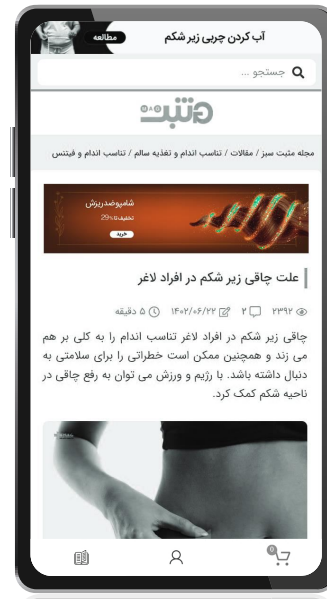 آب کردن چربی زیر شکم
مطالعه
جستجو ...
مثبت
مجله مثبت سبز / مقالات / تناسب اندام و تغذیه سالم / تناسب اندام و فیتنس
شامپو ضد ریزش
تخفیف تا 29%
خرید
علت چاقی زیر شکم در افراد لاغر
۲۳۹۲ ۲ ۱۴۰۲/۰۶/۲۲ ۵ دقیقه
چاقی زیر شکم در افراد لاغر تناسب اندام را به کلی بر هم
می زند و همچنین ممکن است خطراتی را برای سلامتی به
دنبال داشته باشد. با رژیم و ورزش می توان به رفع چاقی در
ناحیه شکم کمک کرد.
0